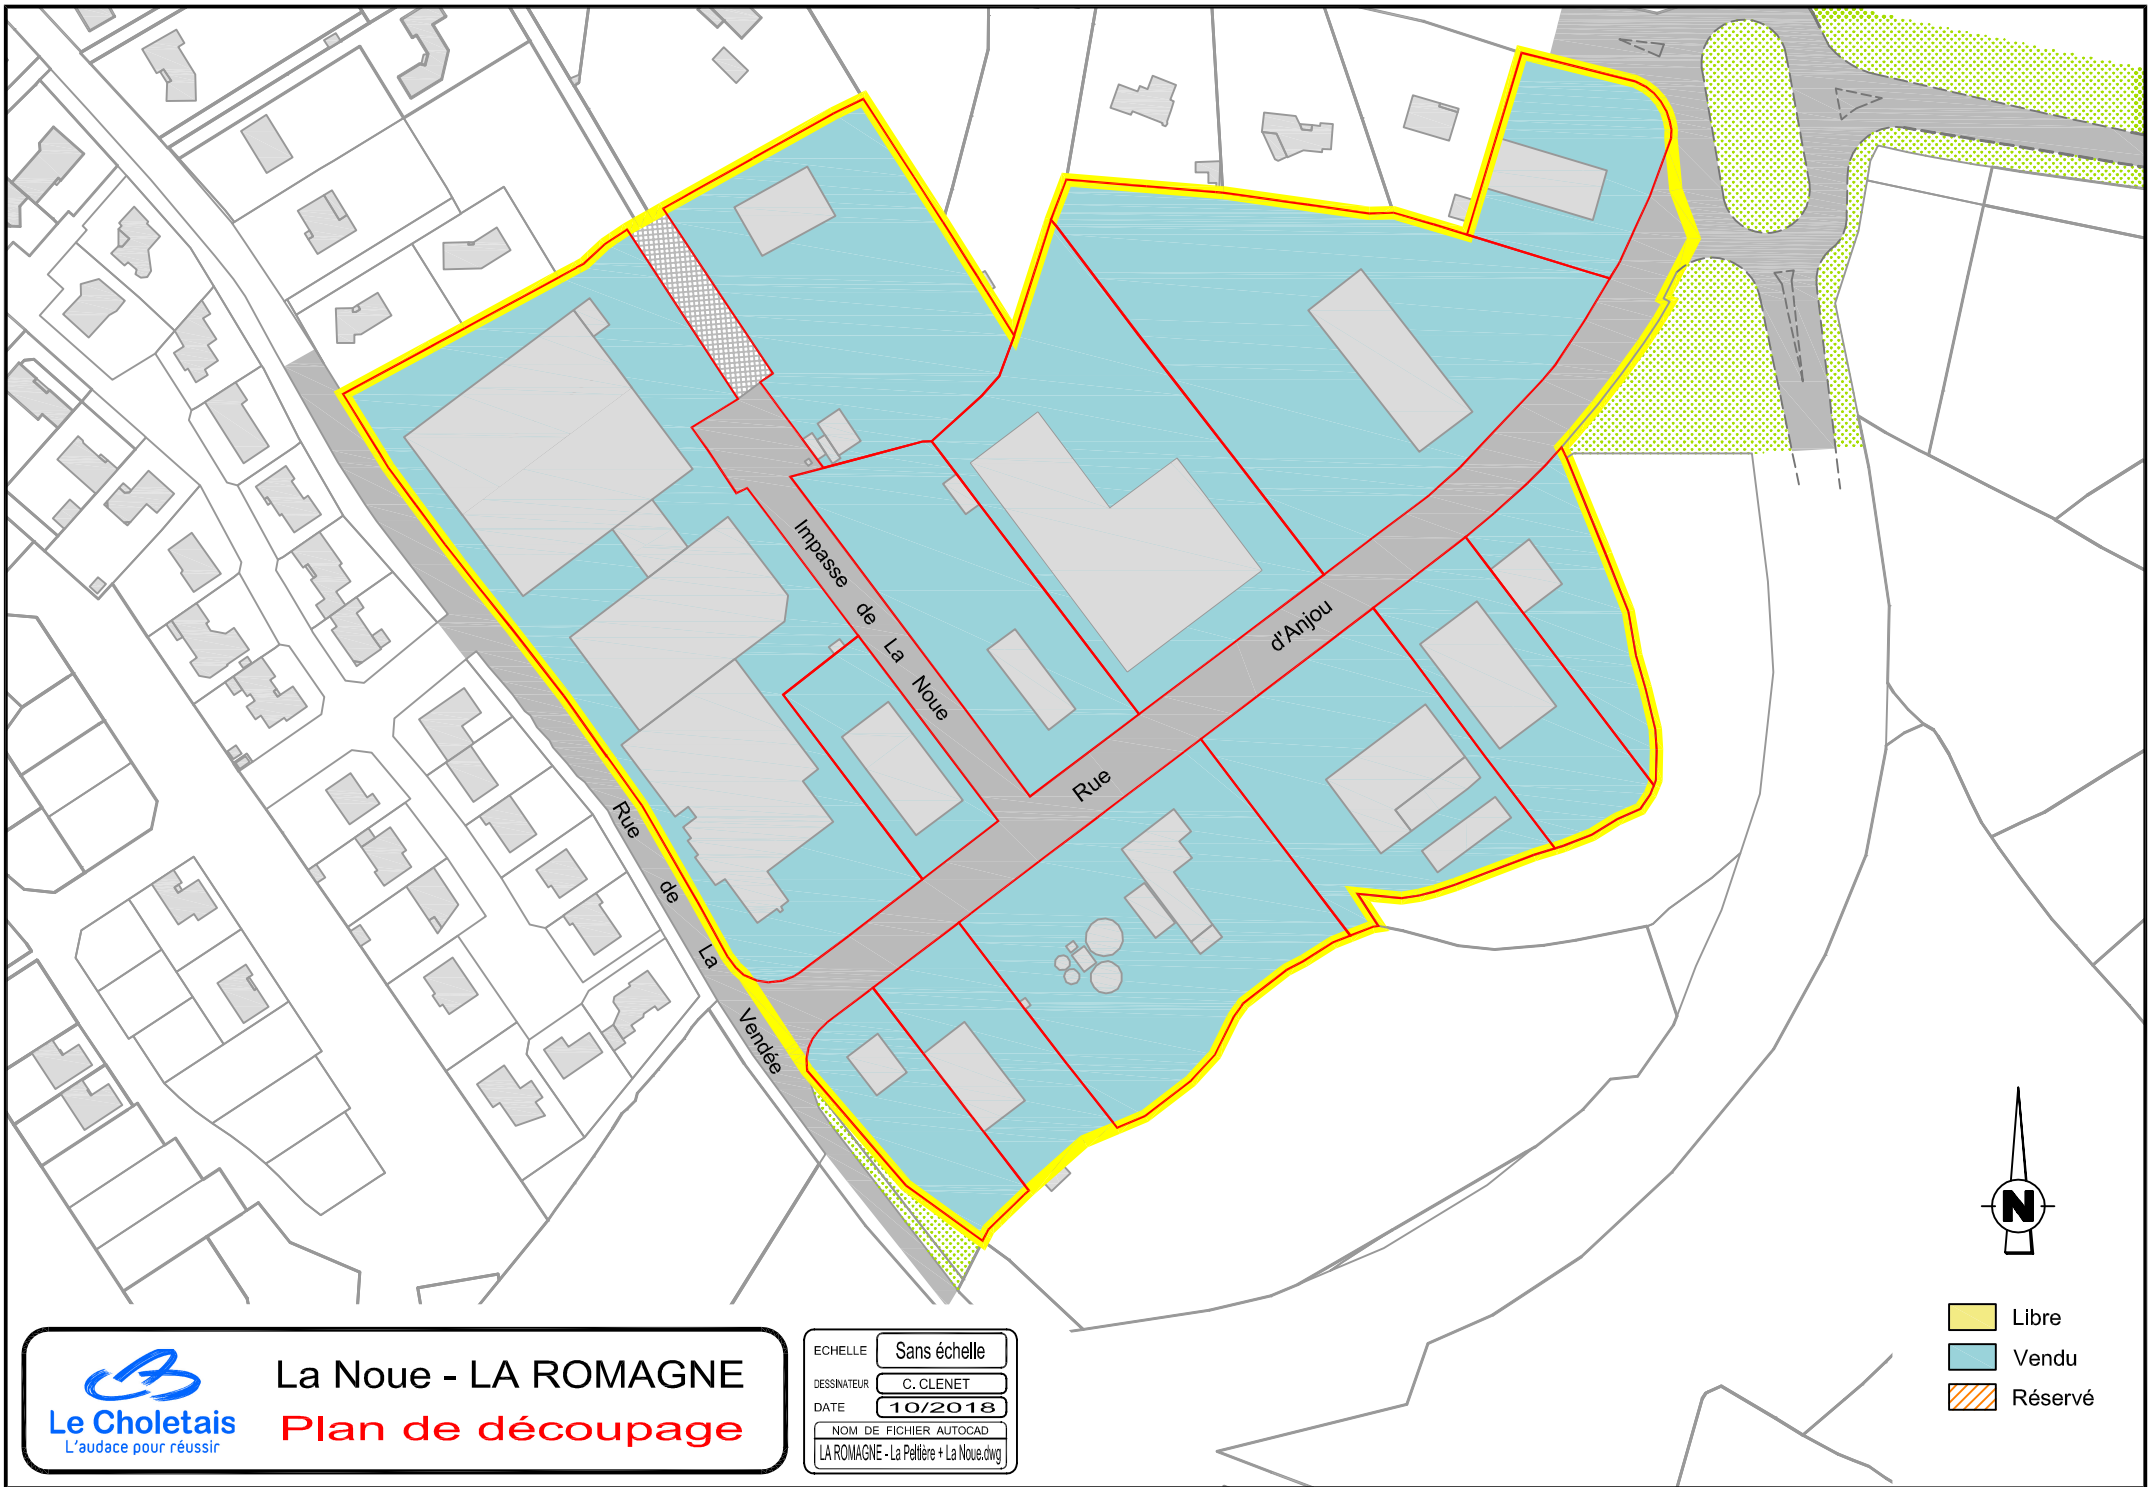 Impasse de La Noue
Rue d'Anjou
Rue de La Vendée
N
Libre
Vendu
Réservé
Le Choletais
L'audace pour réussir
La Noue - LA ROMAGNE
Plan de découpage
ECHELLE Sans échelle
DESSINATEUR C. CLENET
DATE 10/2018
NOM DE FICHIER AUTOCAD
LA ROMAGNE - La Peltière + La Noue.dwg